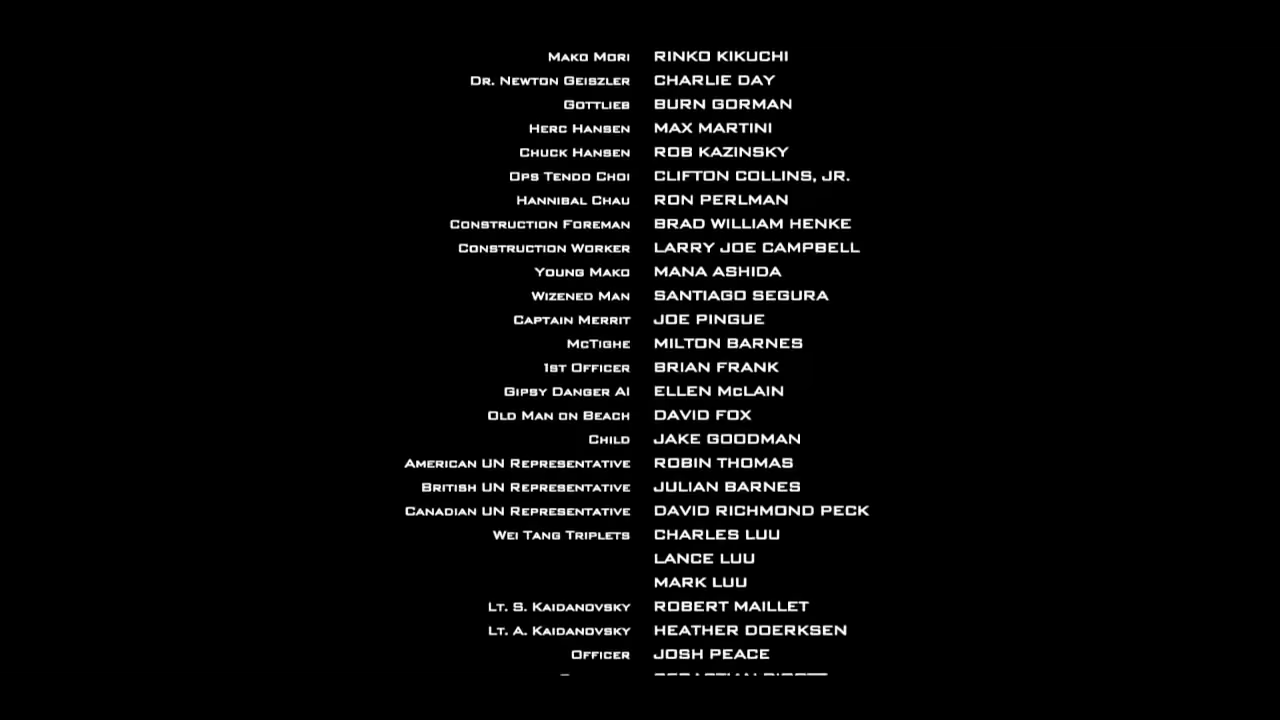 Mako Mori RINKO KIKUCHI
Dr. Newton Geiszler CHARLIE DAY
Gottlieb BURN GORMAN
Herc Hansen MAX MARTINI
Chuck Hansen ROB KAZINSKY
Ops Tendo Choi CLIFTON COLLINS, JR.
Hannibal Chau RON PERLMAN
Construction Foreman BRAD WILLIAM HENKE
Construction Worker LARRY JOE CAMPBELL
Young Mako MANA ASHIDA
Wizened Man SANTIAGO SEGURA
Captain Merrit JOE PINGUE
McTighe MILTON BARNES
1st Officer BRIAN FRANK
Gipsy Danger AI ELLEN McLAIN
Old Man on Beach DAVID FOX
Child JAKE GOODMAN
American UN Representative ROBIN THOMAS
British UN Representative JULIAN BARNES
Canadian UN Representative DAVID RICHMOND PECK
Wei Tang Triplets CHARLES LUU
LANCE LUU
MARK LUU
Lt. S. Kaidanovsky ROBERT MAILLET
Lt. A. Kaidanovsky HEATHER DOERKSEN
Officer JOSH PEACE